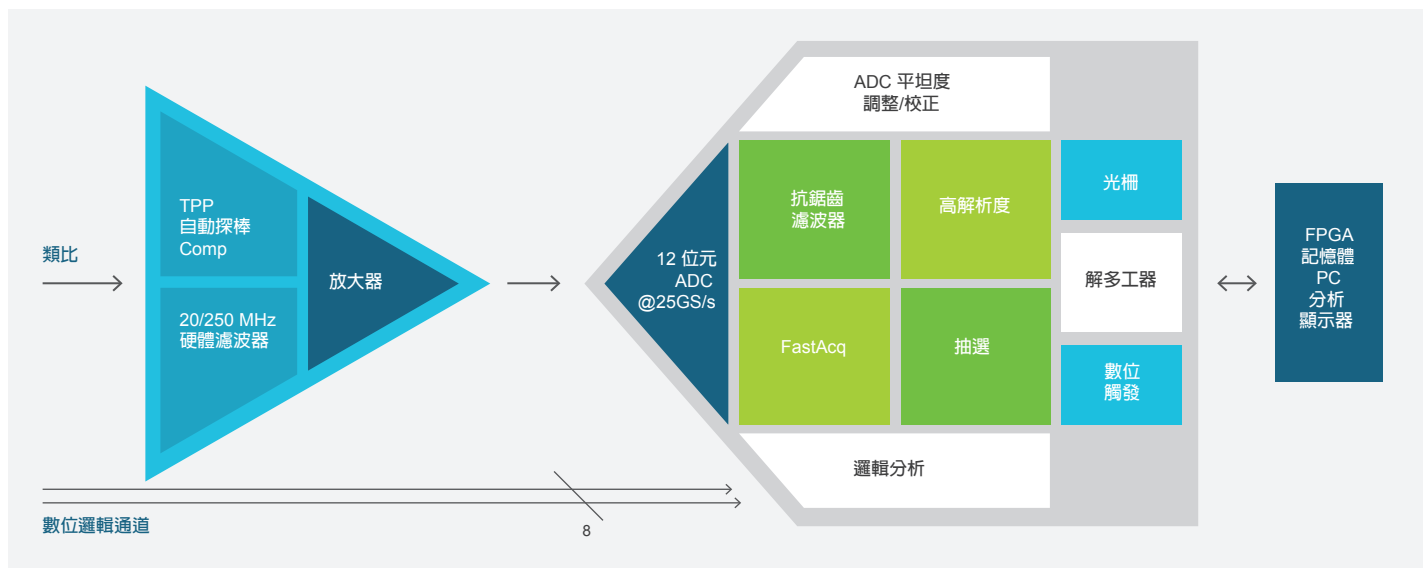 類比
TPP
自動探棒
Comp
20/250 MHz
硬體濾波器
放大器
12 位元
ADC
@25GS/s
ADC 平坦度
調整/校正
抗鋸齒
濾波器
高解析度
FastAcq
抽選
邏輯分析
光柵
解多工器
數位
觸發
FPGA
記憶體
PC
分析
顯示器
數位邏輯通道
8